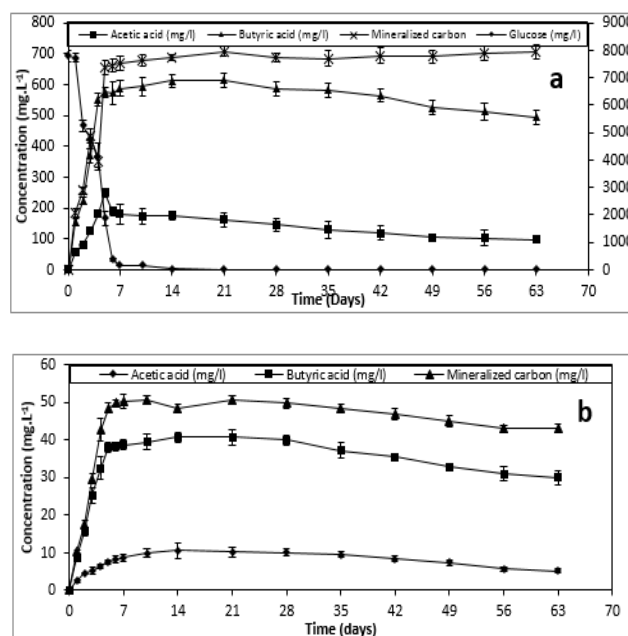 Acetic acid (mg/l) Butyric acid (mg/l) Mineralized carbon Glucose (mg/l)
a
Concentration (mg.L-1)
800
700
600
500
400
300
200
100
0
9000
8000
7000
6000
5000
4000
3000
2000
1000
0
0 7 14 21 28 35 42 49 56 63 70
Time (Days)
Acetic acid (mg/l) Butyric acid (mg/l) Mineralized carbon (mg/l)
b
Concentration (mg.L-1)
60
50
40
30
20
10
0
0 7 14 21 28 35 42 49 56 63 70
Time (days)